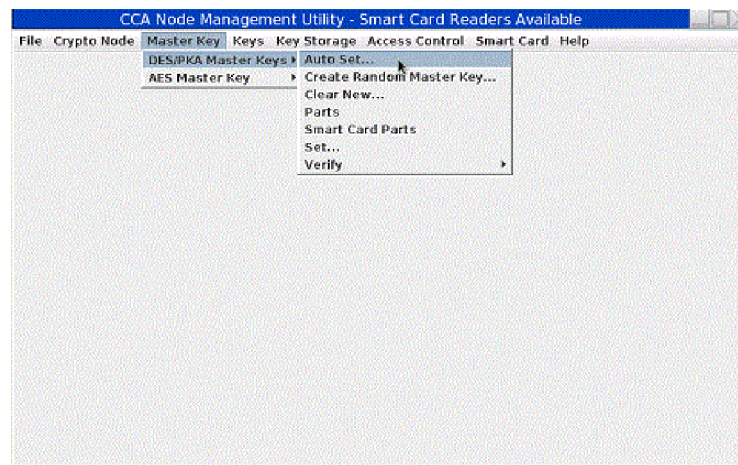 CCA Node Management Utility - Smart Card Readers Available
File Crypto Node Master Key Keys Key Storage Access Control Smart Card Help
DES/PKA Master Keys
AES Master Key
Auto Set...
Create Random Master Key...
Clear New...
Parts
Smart Card Parts
Set...
Verify